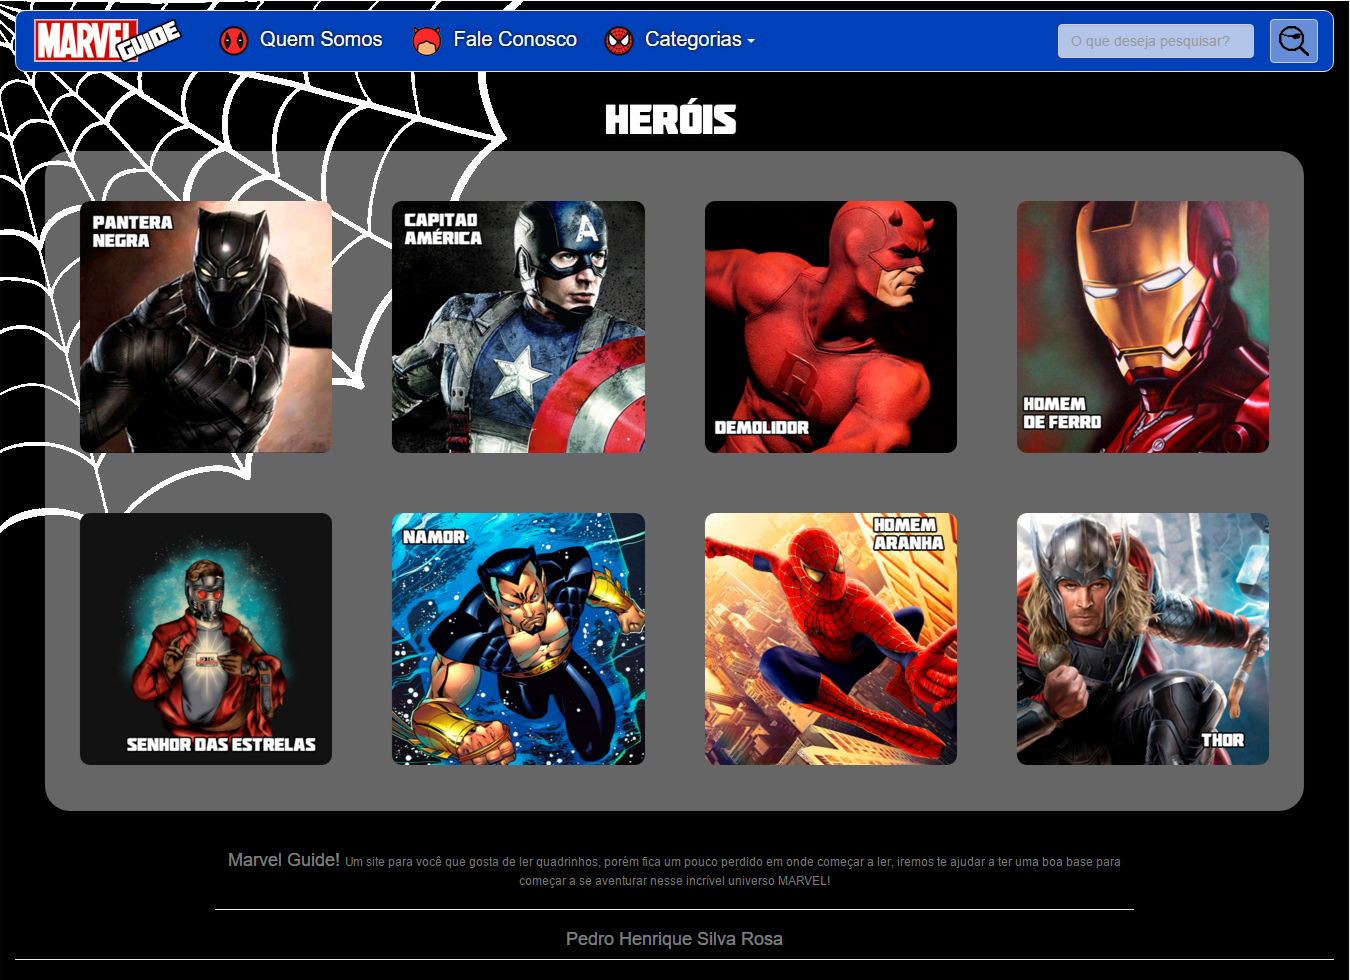 MARVEL GUIDE
Quem Somos
Fale Conosco
Categorias
O que deseja pesquisar?
HERÓIS
PANTERA
NEGRA
CAPITAO
AMÉRICA
A
DEMOLIDOR
HOMEM
DE FERRO
SENHOR DAS ESTRELAS
NAMOR
HOMEM
ARANHA
THOR
Marvel Guide! Um site para você que gosta de ler quadrinhos, porém fica um pouco perdido em onde começar a ler, iremos te ajudar a ter uma boa base para
começar a se aventurar nesse incrível universo MARVEL!
Pedro Henrique Silva Rosa